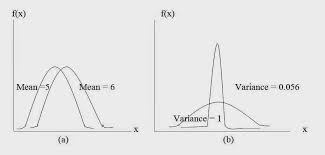 f(x)
f(x)
Mean =5
Mean = 6
Variance = 0.056
Variance = 1
x
x
(a)
(b)